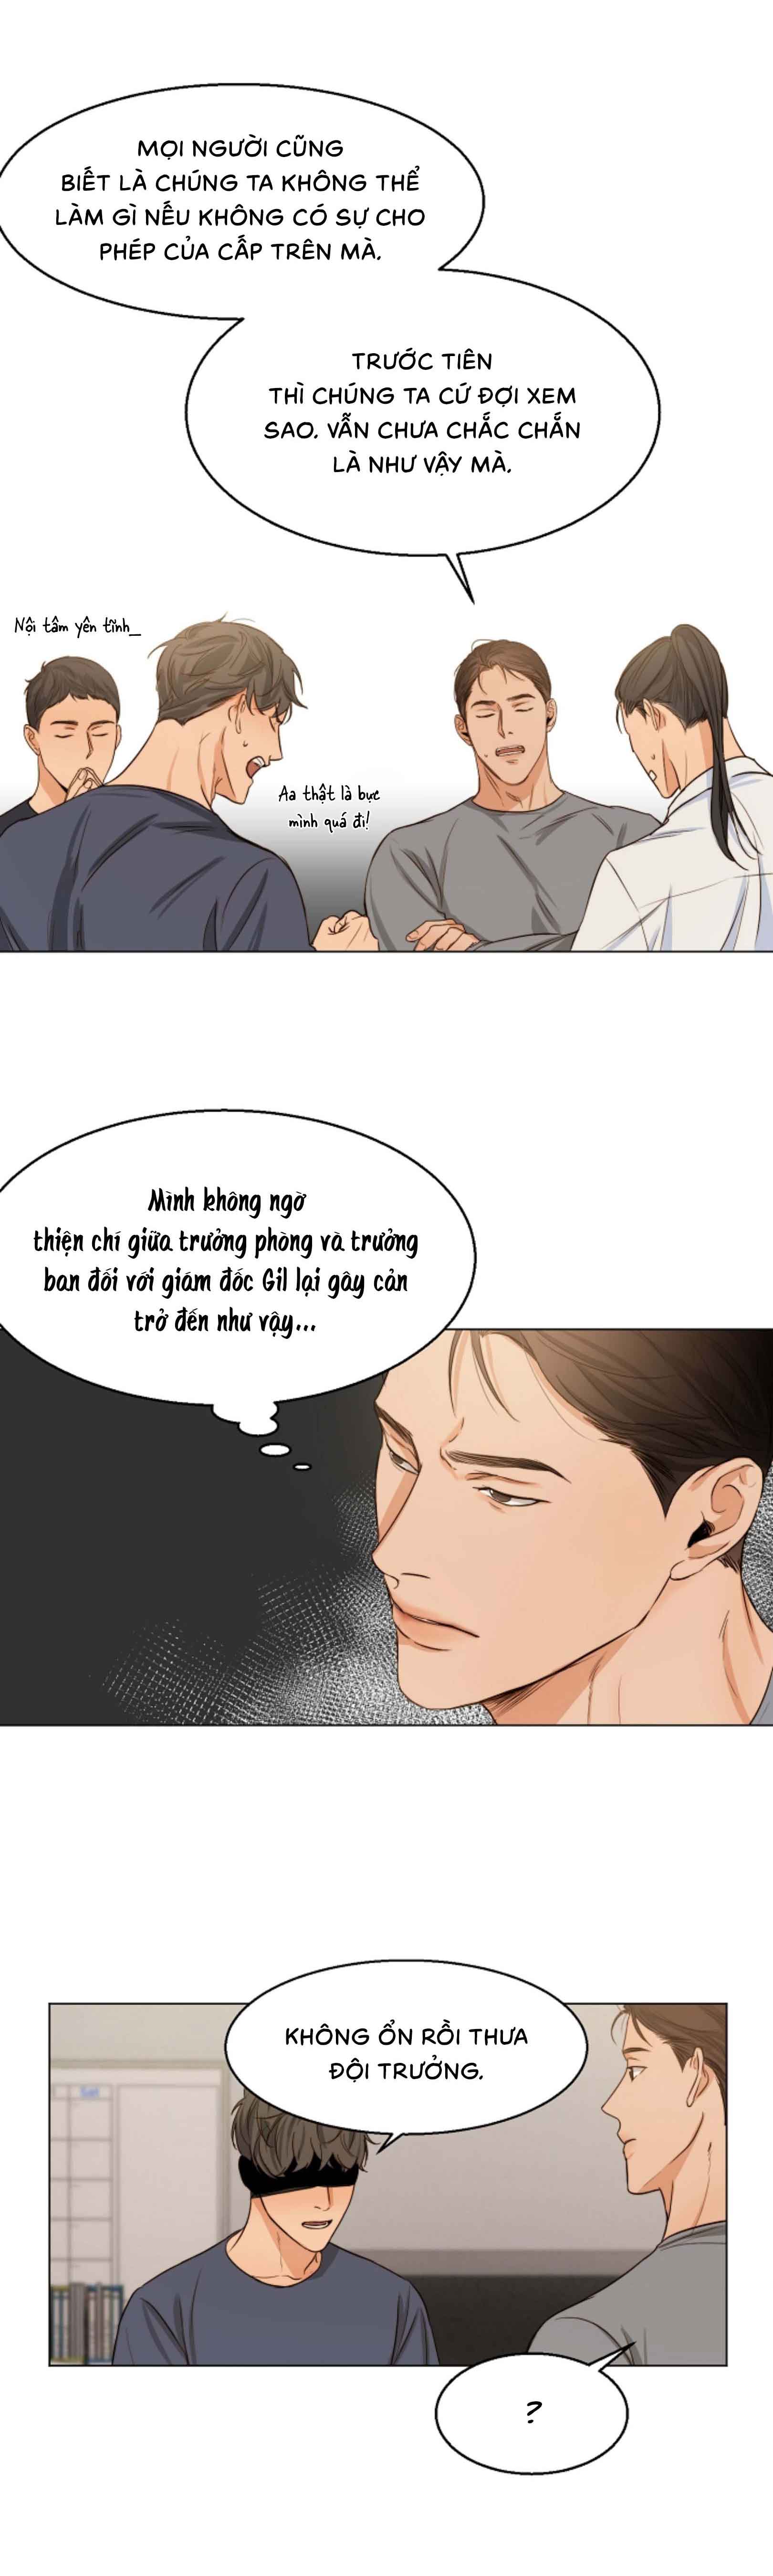 MỌI NGƯỜI CŨNG
BIẾT LÀ CHÚNG TA KHÔNG THỂ
LÀM GÌ NẾU KHÔNG CÓ SỰ CHO
PHÉP CỦA CẤP TRÊN MÀ.
TRƯỚC TIÊN
THÌ CHÚNG TA CỨ ĐỢI XEM
SAO. VẪN CHƯA CHẮC CHẮN
LÀ NHƯ VẬY MÀ.
Nội tâm yên tĩnh_
Aa thật là bực
mình quá đi!
Mình không ngờ
thiện chí giữa trưởng phòng và trưởng
ban đối với giám đốc Gil lại gây cản
trở đến như vậy...
KHÔNG ỔN RỒI THƯA
ĐỘI TRƯỞNG.
Sat
?